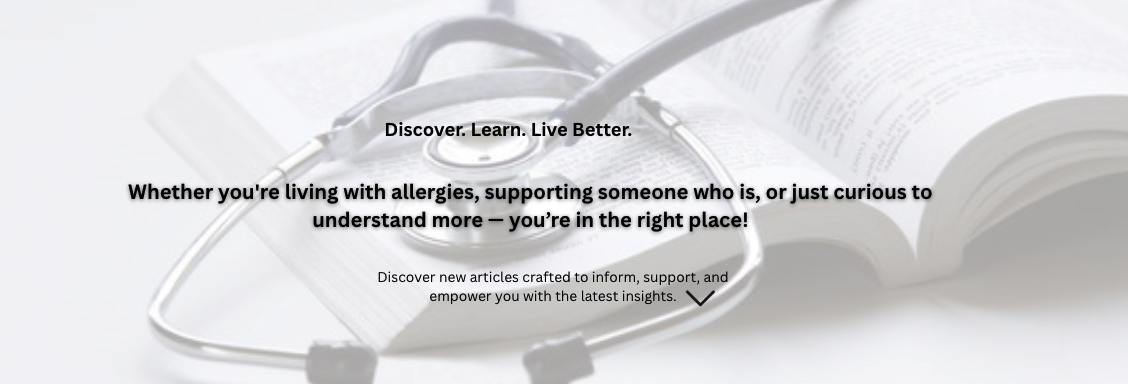 Discover. Learn. Live Better.
Whether you're living with allergies, supporting someone who is, or just curious to
understand more — you’re in the right place!
Discover new articles crafted to inform, support, and
empower you with the latest insights.